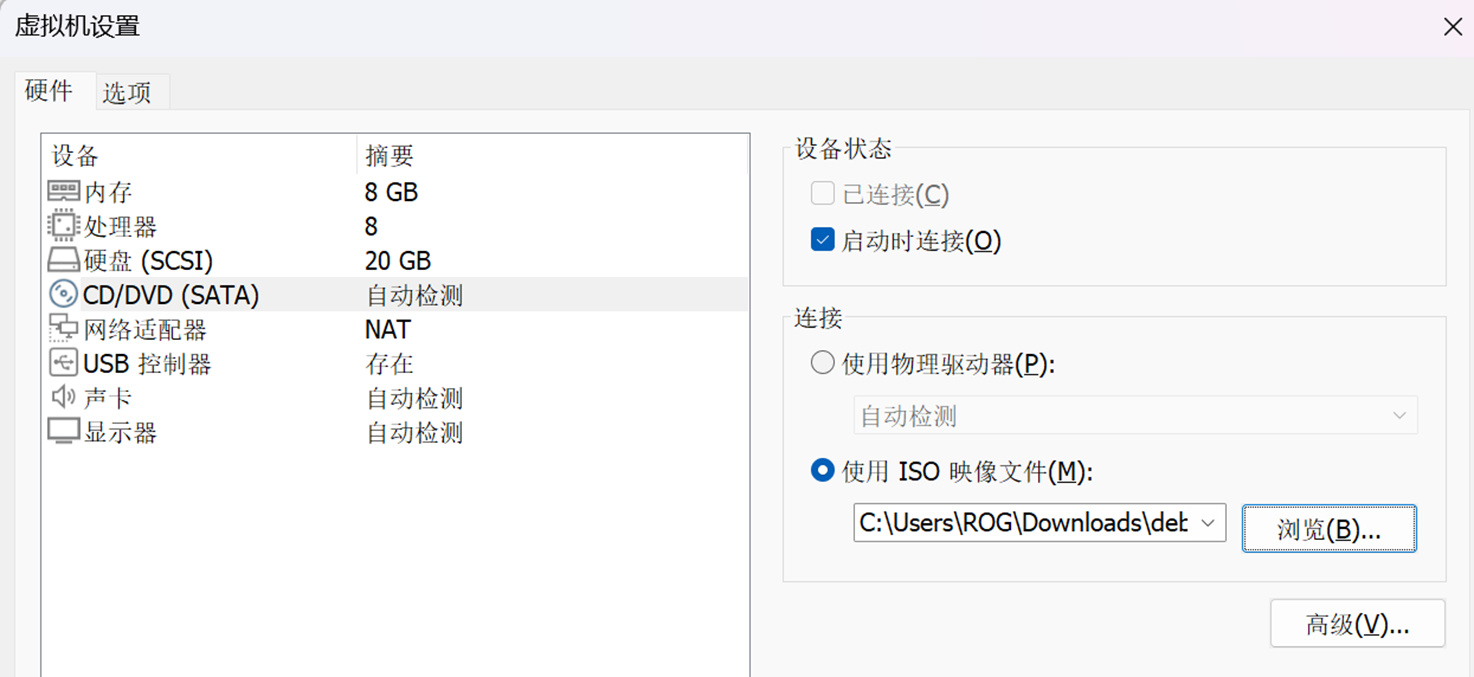 虚拟机设置
硬件
选项
设备 摘要
内存 8 GB
处理器 8
硬盘 (SCSI) 20 GB
CD/DVD (SATA) 自动检测
网络适配器 NAT
USB 控制器 存在
声卡 自动检测
显示器 自动检测
设备状态
已连接(C)
启动时连接(O)
连接
使用物理驱动器(P):
自动检测
使用 ISO 映像文件(M):
C:\Users\ROG\Downloads\deb
浏览(B)...
高级(V)...